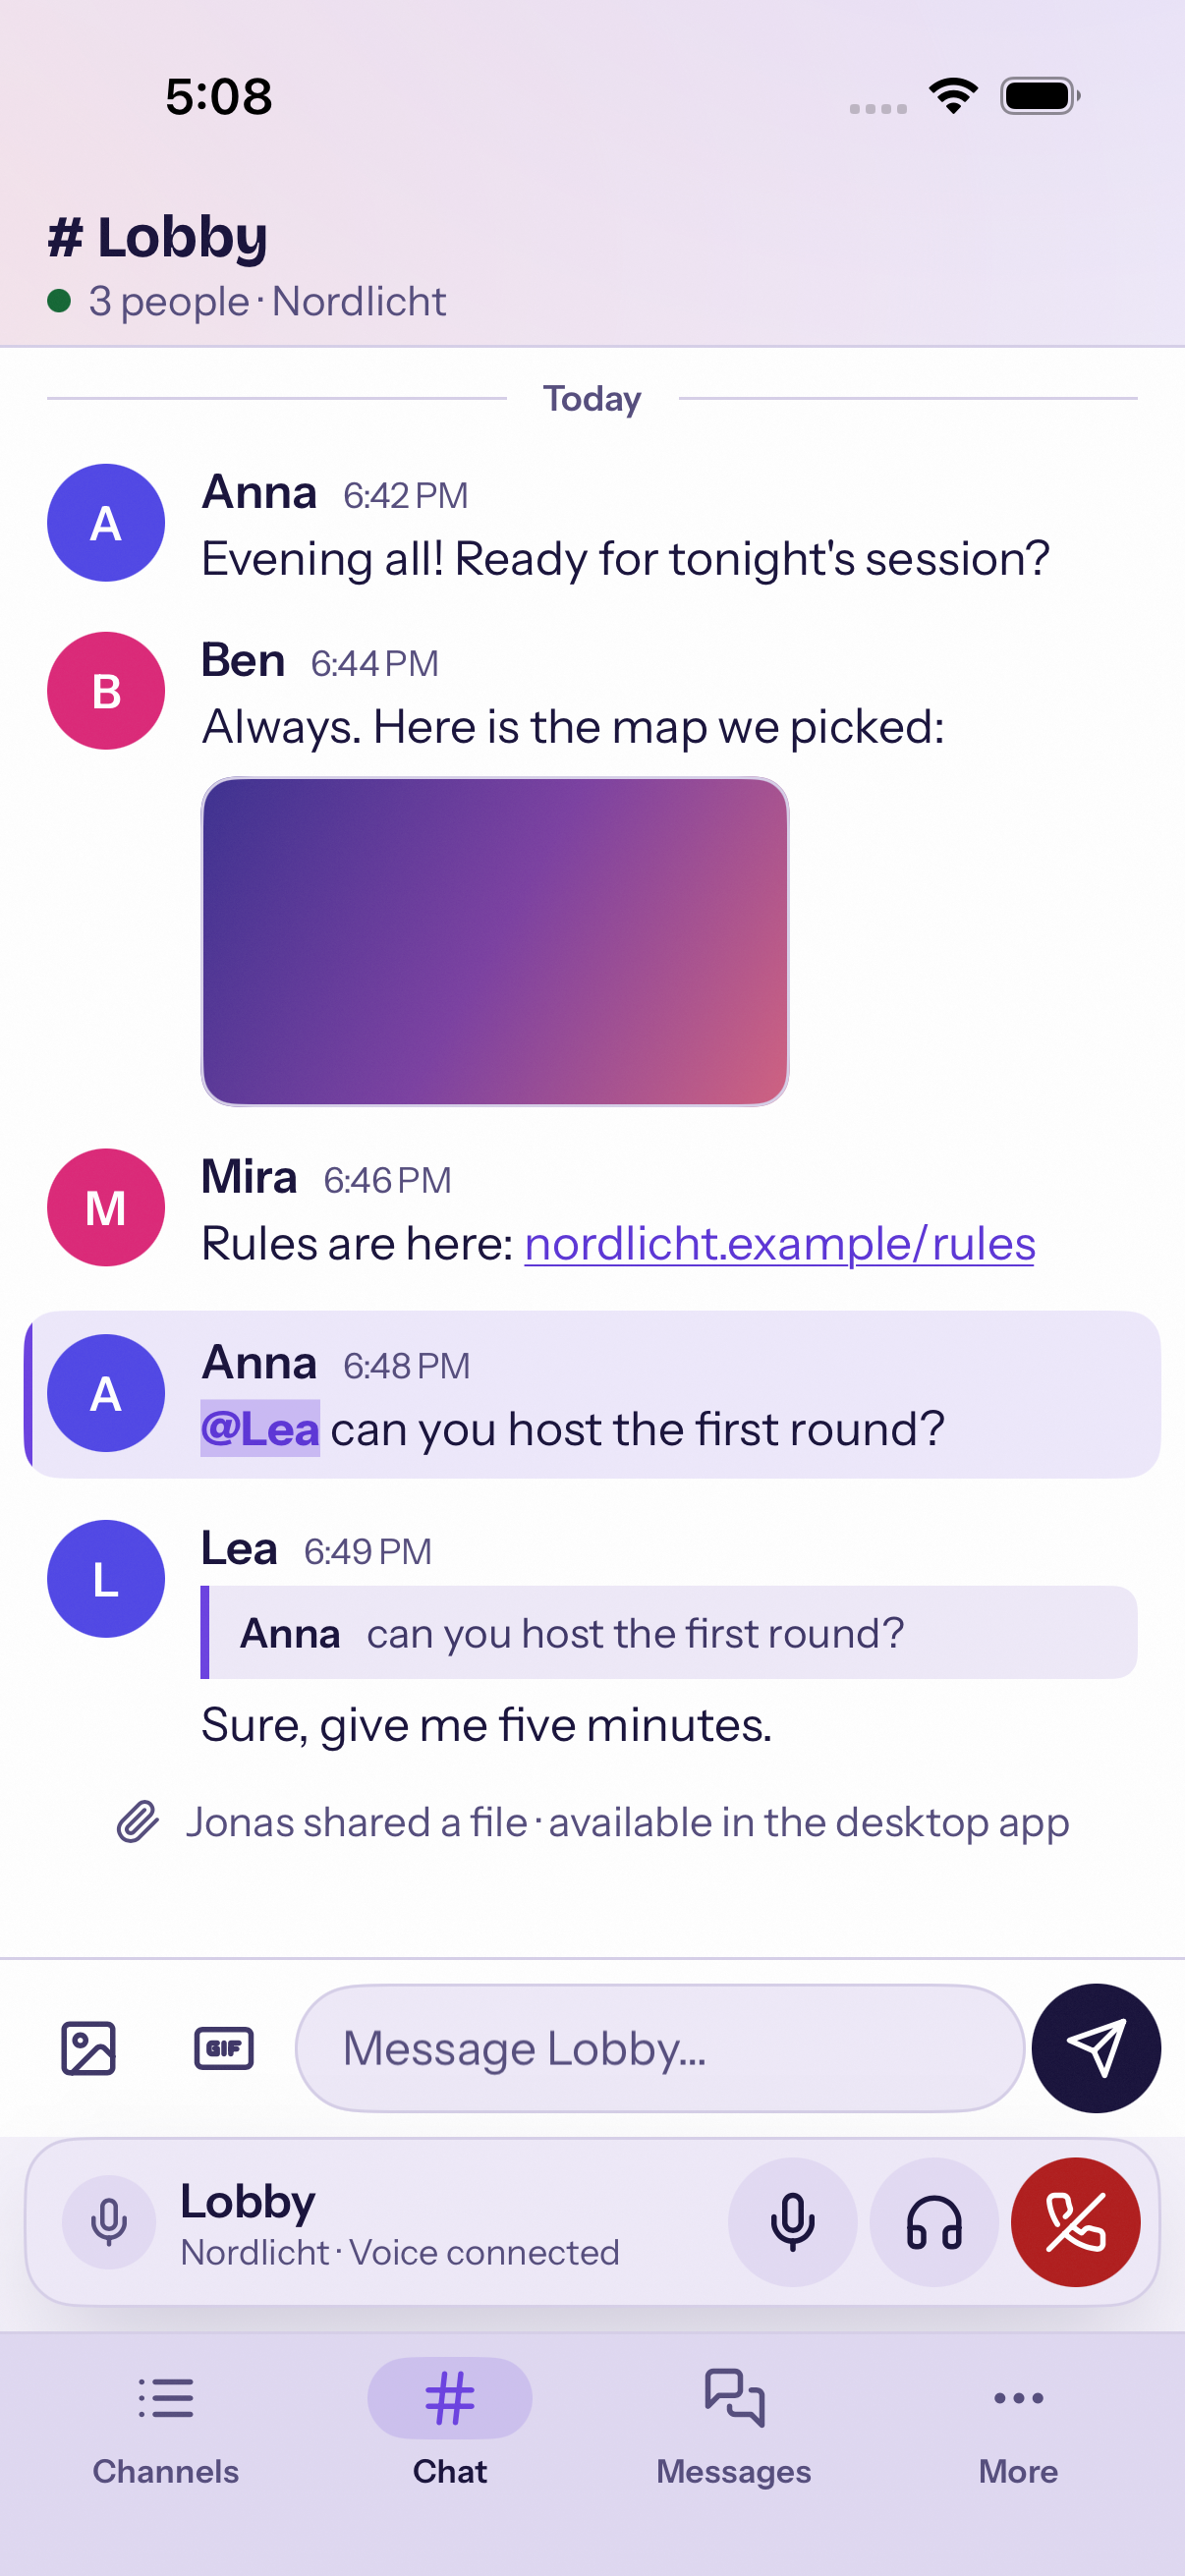 5:08
# Lobby
3 people · Nordlicht
Today
A
Anna 6:42 PM
Evening all! Ready for tonight's session?
B
Ben 6:44 PM
Always. Here is the map we picked:
M
Mira 6:46 PM
Rules are here: nordlicht.example/rules
A
Anna 6:48 PM
@Lea can you host the first round?
L
Lea 6:49 PM
Anna can you host the first round?
Sure, give me five minutes.
Jonas shared a file · available in the desktop app
GIF
Message Lobby...
Lobby
Nordlicht · Voice connected
Channels
Chat
Messages
More